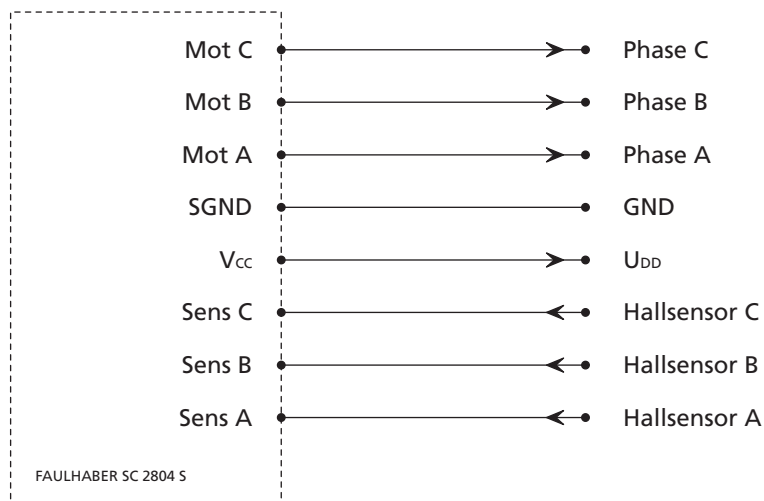 Mot C Phase C
Mot B Phase B
Mot A Phase A
SGND GND
Vcc UDD
Sens C Hallsensor C
Sens B Hallsensor B
Sens A Hallsensor A
FAULHABER SC 2804 S